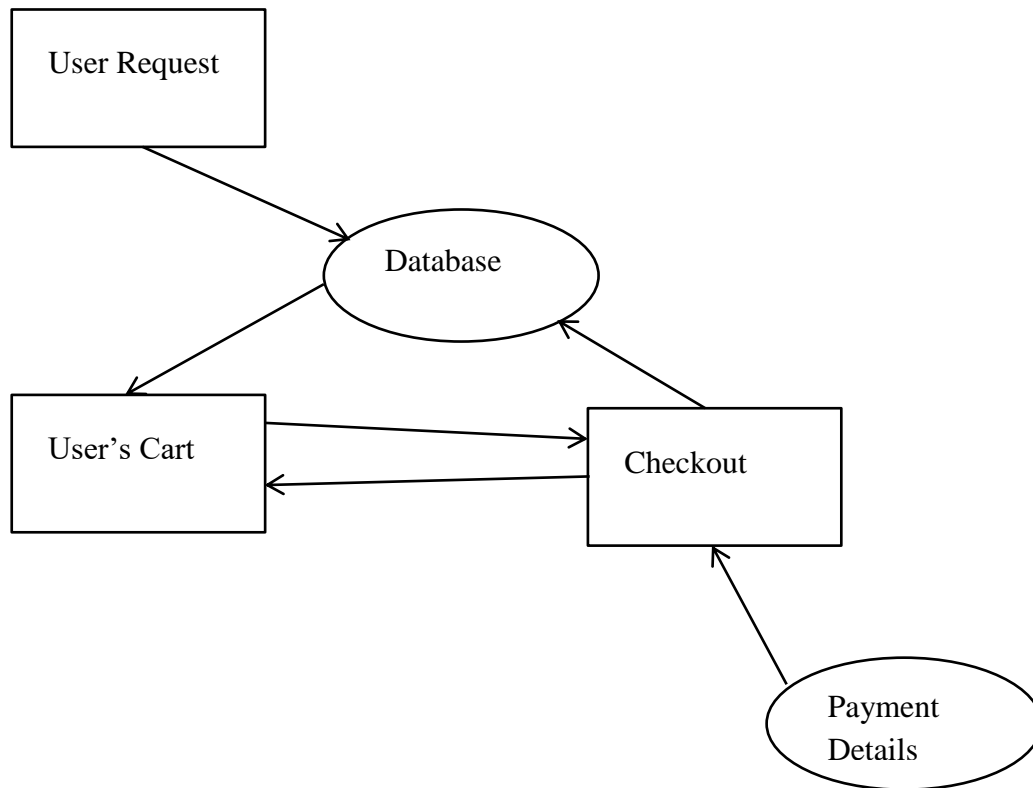 User Request
Database
User’s Cart
Checkout
Payment
Details